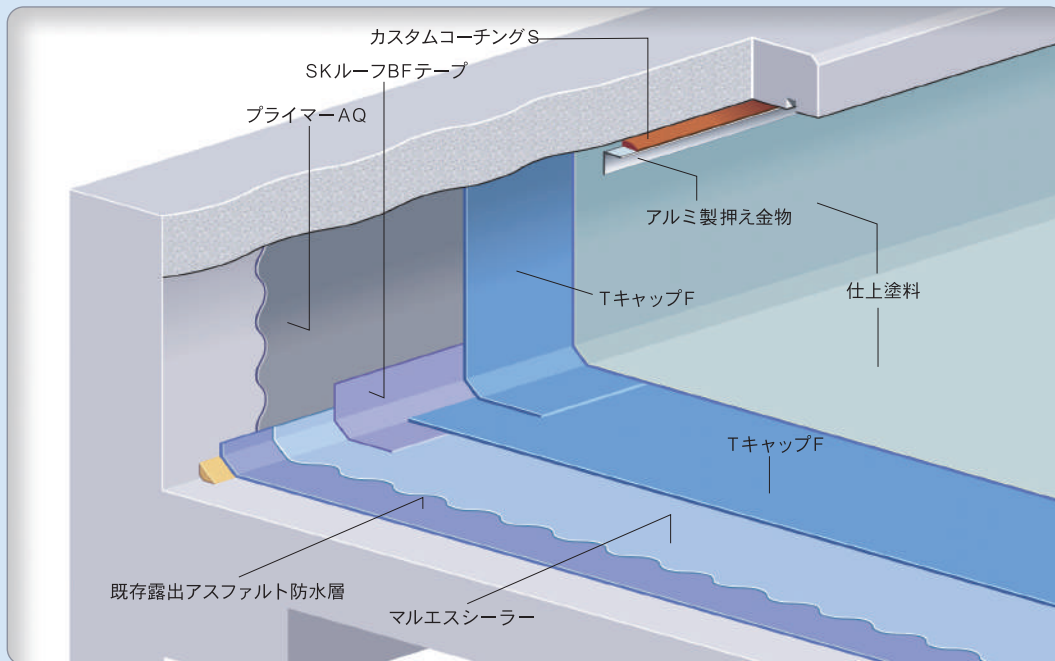 カスタムコーチングS
SKルーフBFテープ
プライマーAQ
アルミ製押え金物
TキャップF
仕上塗料
TキャップF
既存露出アスファルト防水層
マルエスシーラー